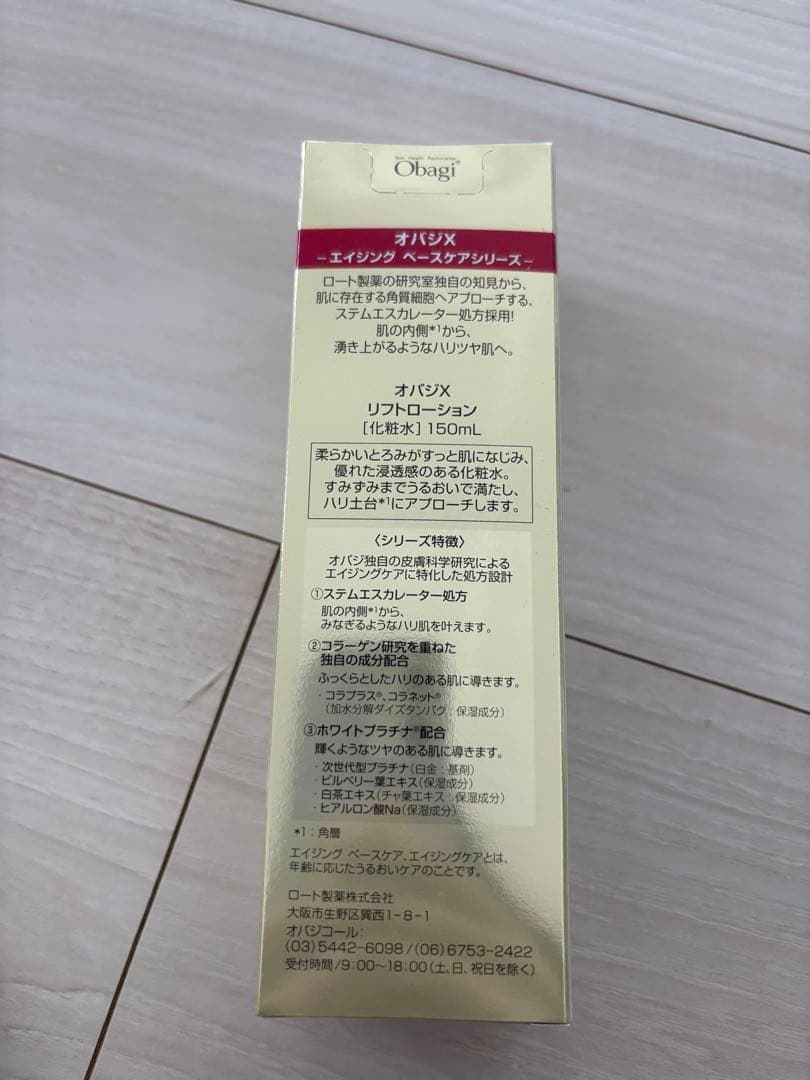 Skin Health Restoration
Obagi®
オバジX
–エイジング ベースケアシリーズ–
ロート製薬の研究室独自の知見から、
肌に存在する角質細胞へアプローチする、
ステムエスカレーター処方採用!
肌の内側*1から、
湧き上がるようなハリツヤ肌へ。
オバジX
リフトローション
[化粧水] 150mL
柔らかいとろみがすっと肌になじみ、
優れた浸透感のある化粧水。
すみずみまでうるおいで満たし、
ハリ土台*1にアプローチします。
〈シリーズ特徴〉
オバジ独自の皮膚科学研究による
エイジングケアに特化した処方設計
①ステムエスカレーター処方
肌の内側*1から、
みなぎるようなハリ肌を叶えます。
②コラーゲン研究を重ねた
独自の成分配合
ふっくらとしたハリのある肌に導きます。
・コラプラス®、コラネット®
(加水分解ダイズタンパク:保湿成分)
③ホワイトプラチナ®配合
輝くようなツヤのある肌に導きます。
・次世代型プラチナ(白金:基剤)
・ビルベリー葉エキス(保湿成分)
・白茶エキス(チャ葉エキス:保湿成分)
・ヒアルロン酸Na(保湿成分)
*1:角層
エイジング ベースケア、エイジングケアとは、
年齢に応じたうるおいケアのことです。
ロート製薬株式会社
大阪市生野区巽西1-8-1
オバジコール:
(03)5442-6098/(06)6753-2422
受付時間/9:00〜18:00(土、日、祝日を除く)